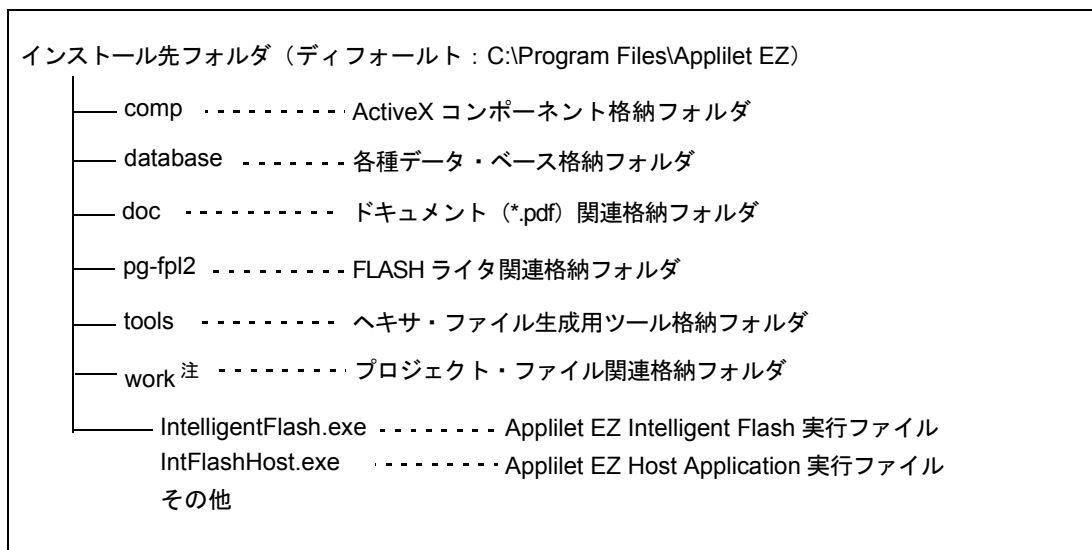 インストール先フォルダ（ディフォールト：C:\Program Files\Applilet EZ）
comp ・・・・・・・・・ ActiveX コンポーネント格納フォルダ
database ・・・・・・・ 各種データ・ベース格納フォルダ
doc ・・・・・・・・・ ドキュメント（*.pdf）関連格納フォルダ
pg-fpl2 ・・・・・・・・ FLASH ライタ関連格納フォルダ
tools ・・・・・・・・・ ヘキサ・ファイル生成用ツール格納フォルダ
work 注 ・・・・・・・・・ プロジェクト・ファイル関連格納フォルダ
IntelligentFlash.exe ・・・・・・・・ Applilet EZ Intelligent Flash 実行ファイル
IntFlashHost.exe ・・・・・・・・・ Applilet EZ Host Application 実行ファイル
その他